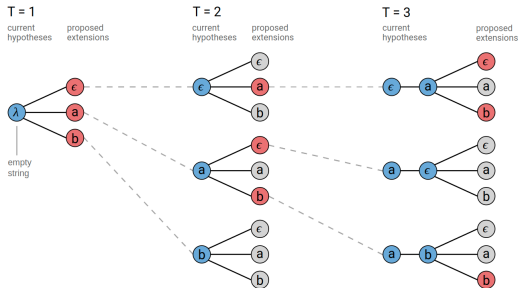 T = 1
T = 2
T = 3
current hypotheses
proposed extensions
current hypotheses
proposed extensions
current hypotheses
proposed extensions
λ
ϵ
a
b
empty string
ϵ
ϵ
a
b
a
ϵ
a
b
b
ϵ
a
b
ϵ
a
ϵ
a
b
a
ϵ
ϵ
a
b
a
b
ϵ
a
b